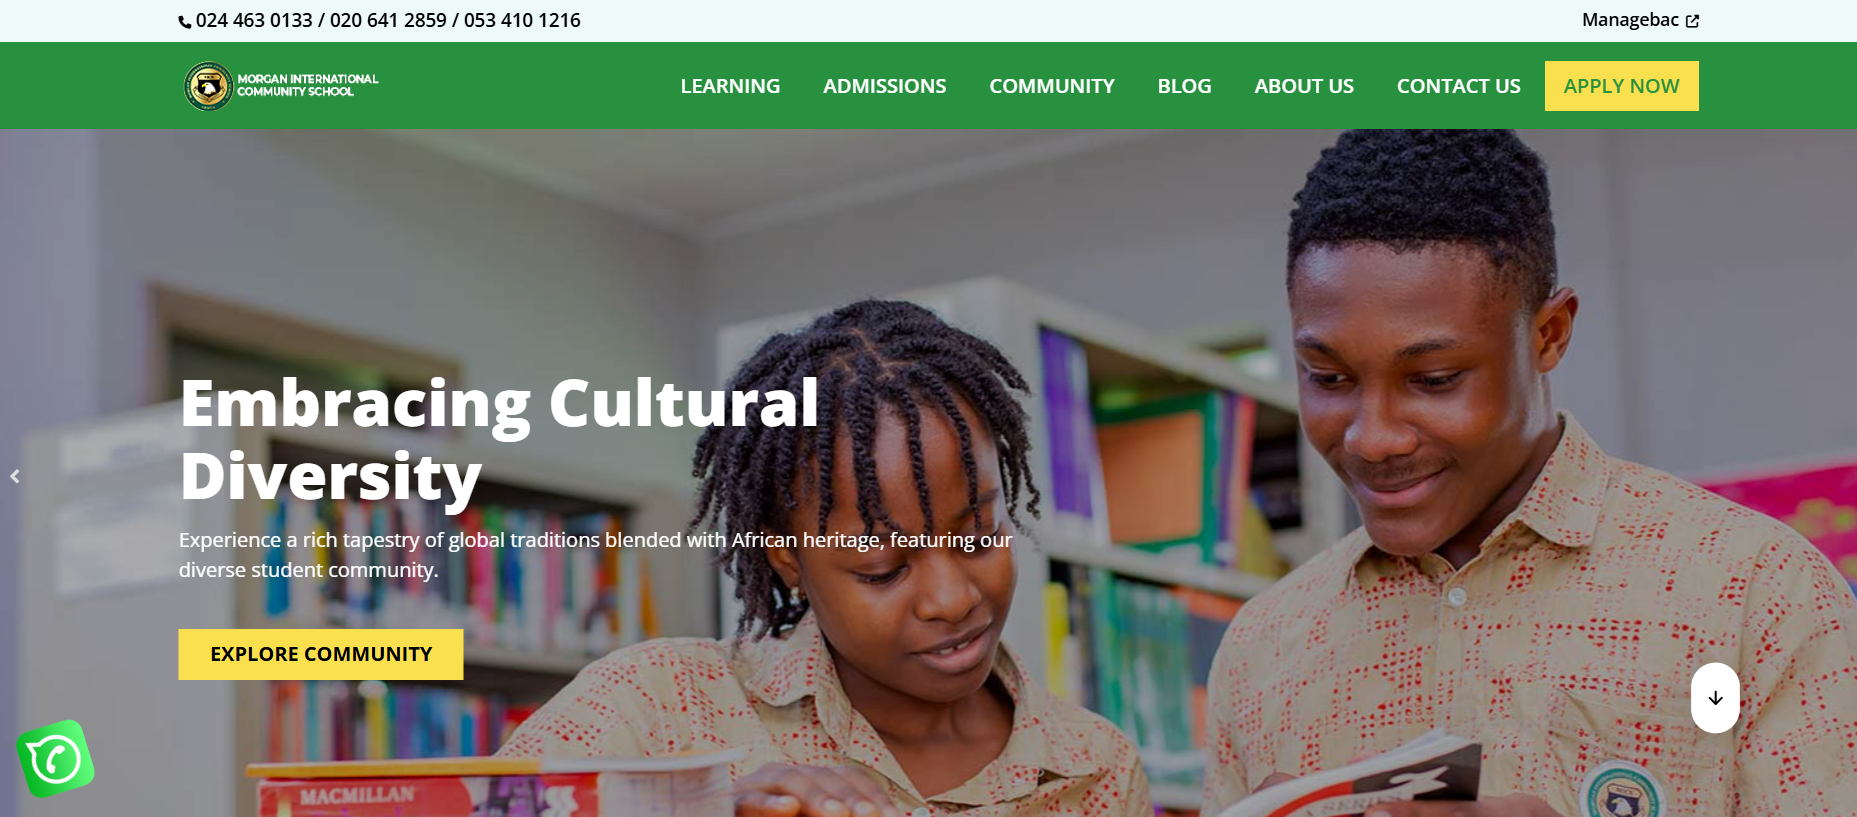 024 463 0133 / 020 641 2859 / 053 410 1216
Managebac
MORGAN INTERNATIONAL
COMMUNITY SCHOOL
LEARNING
ADMISSIONS
COMMUNITY
BLOG
ABOUT US
CONTACT US
APPLY NOW
Embracing Cultural
Diversity
Experience a rich tapestry of global traditions blended with African heritage, featuring our
diverse student community.
EXPLORE COMMUNITY
MACMILLAN